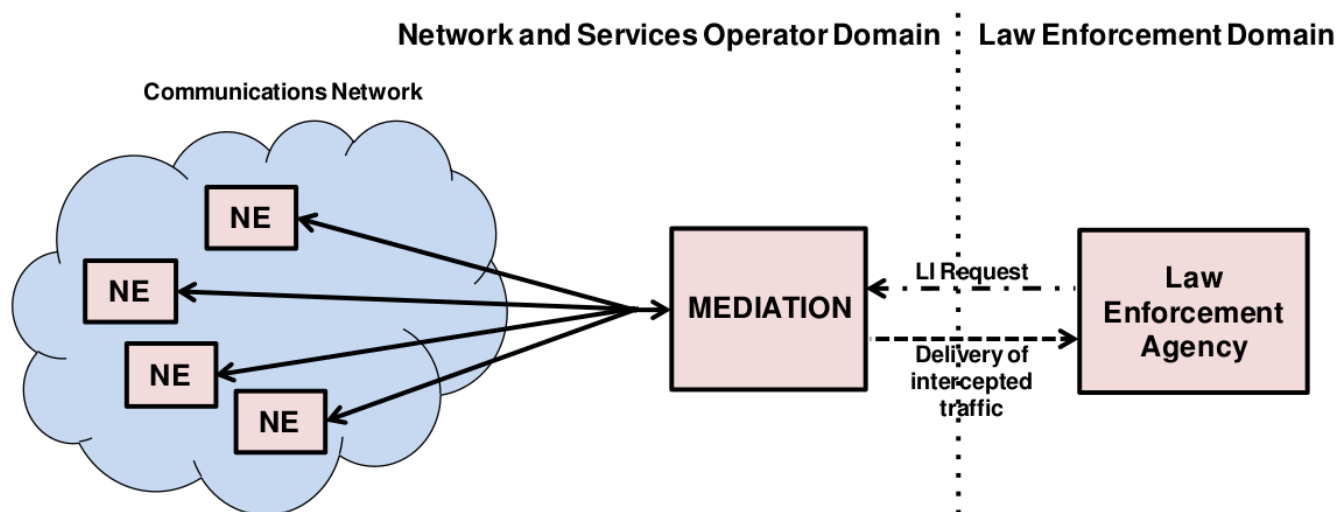 Network and Services Operator Domain
Law Enforcement Domain
Communications Network
NE
NE
NE
NE
MEDIATION
LI Request
Delivery of
intercepted
traffic
Law
Enforcement
Agency